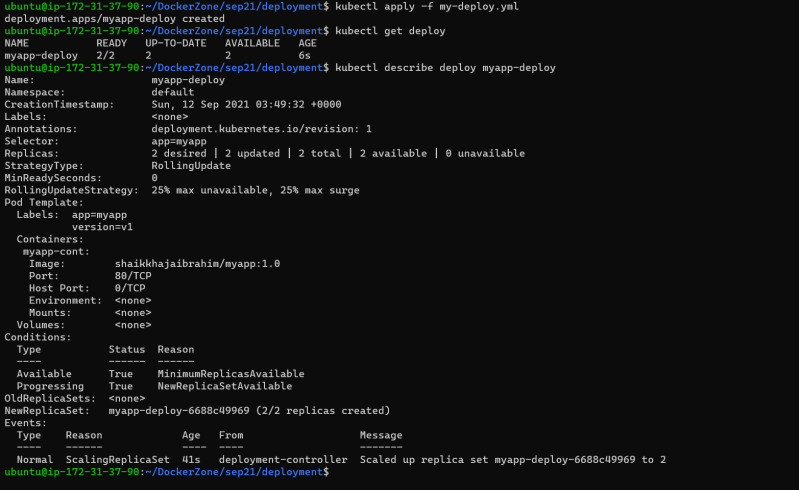 ubuntu@ip-172-31-37-90:~/DockerZone/sep21/deployment$ kubectl apply -f my-deploy.yml
deployment.apps/myapp-deploy created
ubuntu@ip-172-31-37-90:~/DockerZone/sep21/deployment$ kubectl get deploy
NAME           READY   UP-TO-DATE   AVAILABLE   AGE
myapp-deploy   2/2     2            2           6s
ubuntu@ip-172-31-37-90:~/DockerZone/sep21/deployment$ kubectl describe deploy myapp-deploy
Name:                   myapp-deploy
Namespace:              default
CreationTimestamp:      Sun, 12 Sep 2021 03:49:32 +0000
Labels:                 <none>
Annotations:            deployment.kubernetes.io/revision: 1
Selector:               app=myapp
Replicas:               2 desired | 2 updated | 2 total | 2 available | 0 unavailable
StrategyType:           RollingUpdate
MinReadySeconds:        0
RollingUpdateStrategy:  25% max unavailable, 25% max surge
Pod Template:
  Labels:  app=myapp
           version=v1
  Containers:
   myapp-cont:
    Image:        shaikkhajaibrahim/myapp:1.0
    Port:         80/TCP
    Host Port:    0/TCP
    Environment:  <none>
    Mounts:       <none>
  Volumes:        <none>
Conditions:
  Type           Status  Reason
  ----           ------  ------
  Available      True    MinimumReplicasAvailable
  Progressing    True    NewReplicaSetAvailable
OldReplicaSets:  <none>
NewReplicaSet:   myapp-deploy-6688c49969 (2/2 replicas created)
Events:
  Type    Reason             Age   From                   Message
  ----    ------             ----  ----                   -------
  Normal  ScalingReplicaSet  41s   deployment-controller  Scaled up replica set myapp-deploy-6688c49969 to 2
ubuntu@ip-172-31-37-90:~/DockerZone/sep21/deployment$